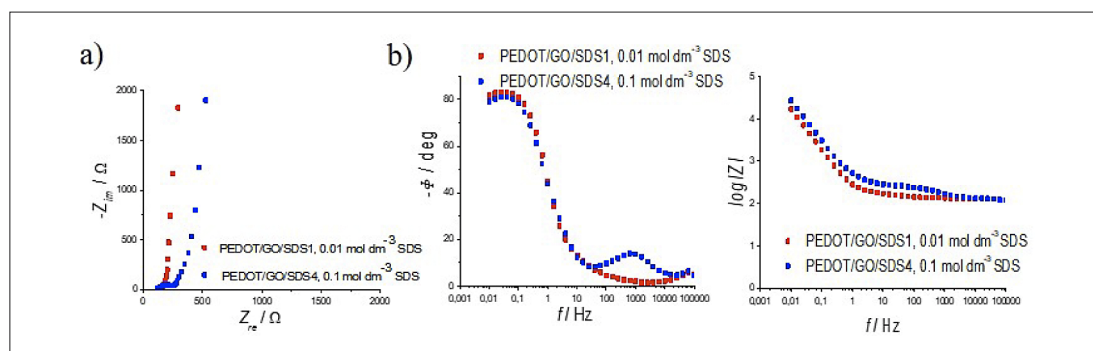 a)
2000
1500
1000
500
0
-Zim / Ω
PEDOT/GO/SDS1, 0.01 mol dm-3 SDS
PEDOT/GO/SDS4, 0.1 mol dm-3 SDS
0 500 1000 1500 2000
Zre / Ω
b)
PEDOT/GO/SDS1, 0.01 mol dm-3 SDS
PEDOT/GO/SDS4, 0.1 mol dm-3 SDS
80
60
40
20
0
-Φ / deg
0,001 0,01 0,1 1 10 100 1000 10000 100000
f / Hz
5
4
3
2
1
0
log|Z|
PEDOT/GO/SDS1, 0.01 mol dm-3 SDS
PEDOT/GO/SDS4, 0.1 mol dm-3 SDS
0,001 0,01 0,1 1 10 100 1000 10000 100000
f / Hz